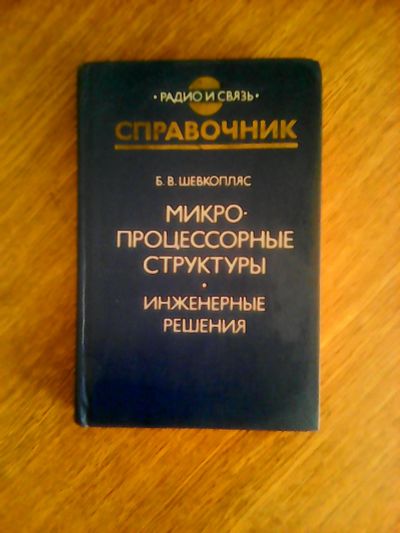 • РАДИО И СВЯЗЬ •
СПРАВОЧНИК
Б. В. ШЕВКОПЛЯС
МИКРО-
ПРОЦЕССОРНЫЕ
СТРУКТУРЫ
•
ИНЖЕНЕРНЫЕ
РЕШЕНИЯ